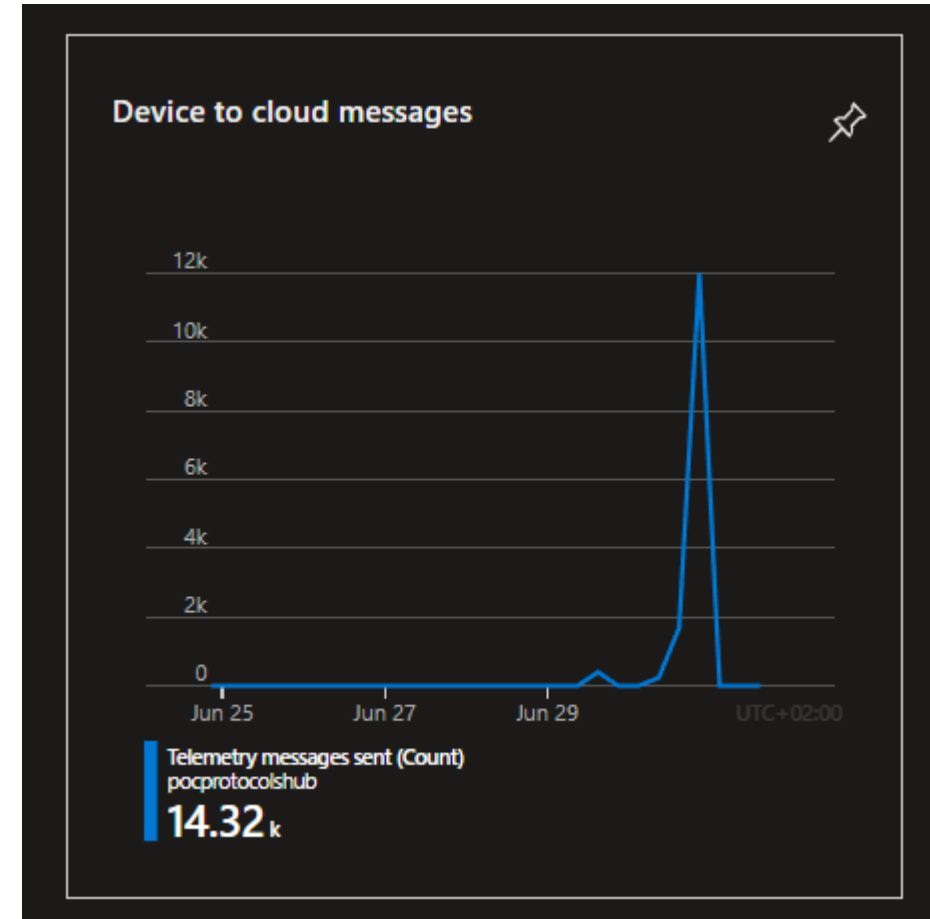 Device to cloud messages
12k
10k
8k
6k
4k
2k
0
Jun 25 Jun 27 Jun 29 UTC+02:00
Telemetry messages sent (Count)
pocprotocolshub
14.32 k